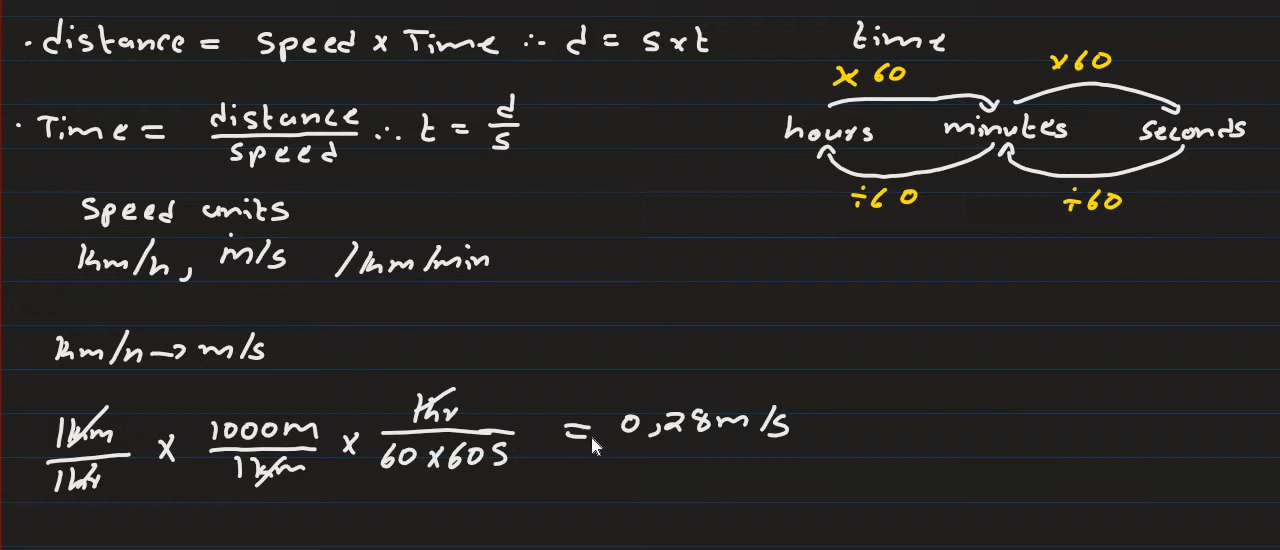 · distance = speed x Time ∴ d = s x t
· Time = distance / speed ∴ t = d / s
speed units
km/h, m/s /km/min
km/h → m/s
1km / 1hr x 1000m / 1km x 1hr / 60 x 60s = 0,28m/s
time
x 60 x60
hours minutes seconds
÷60 ÷60